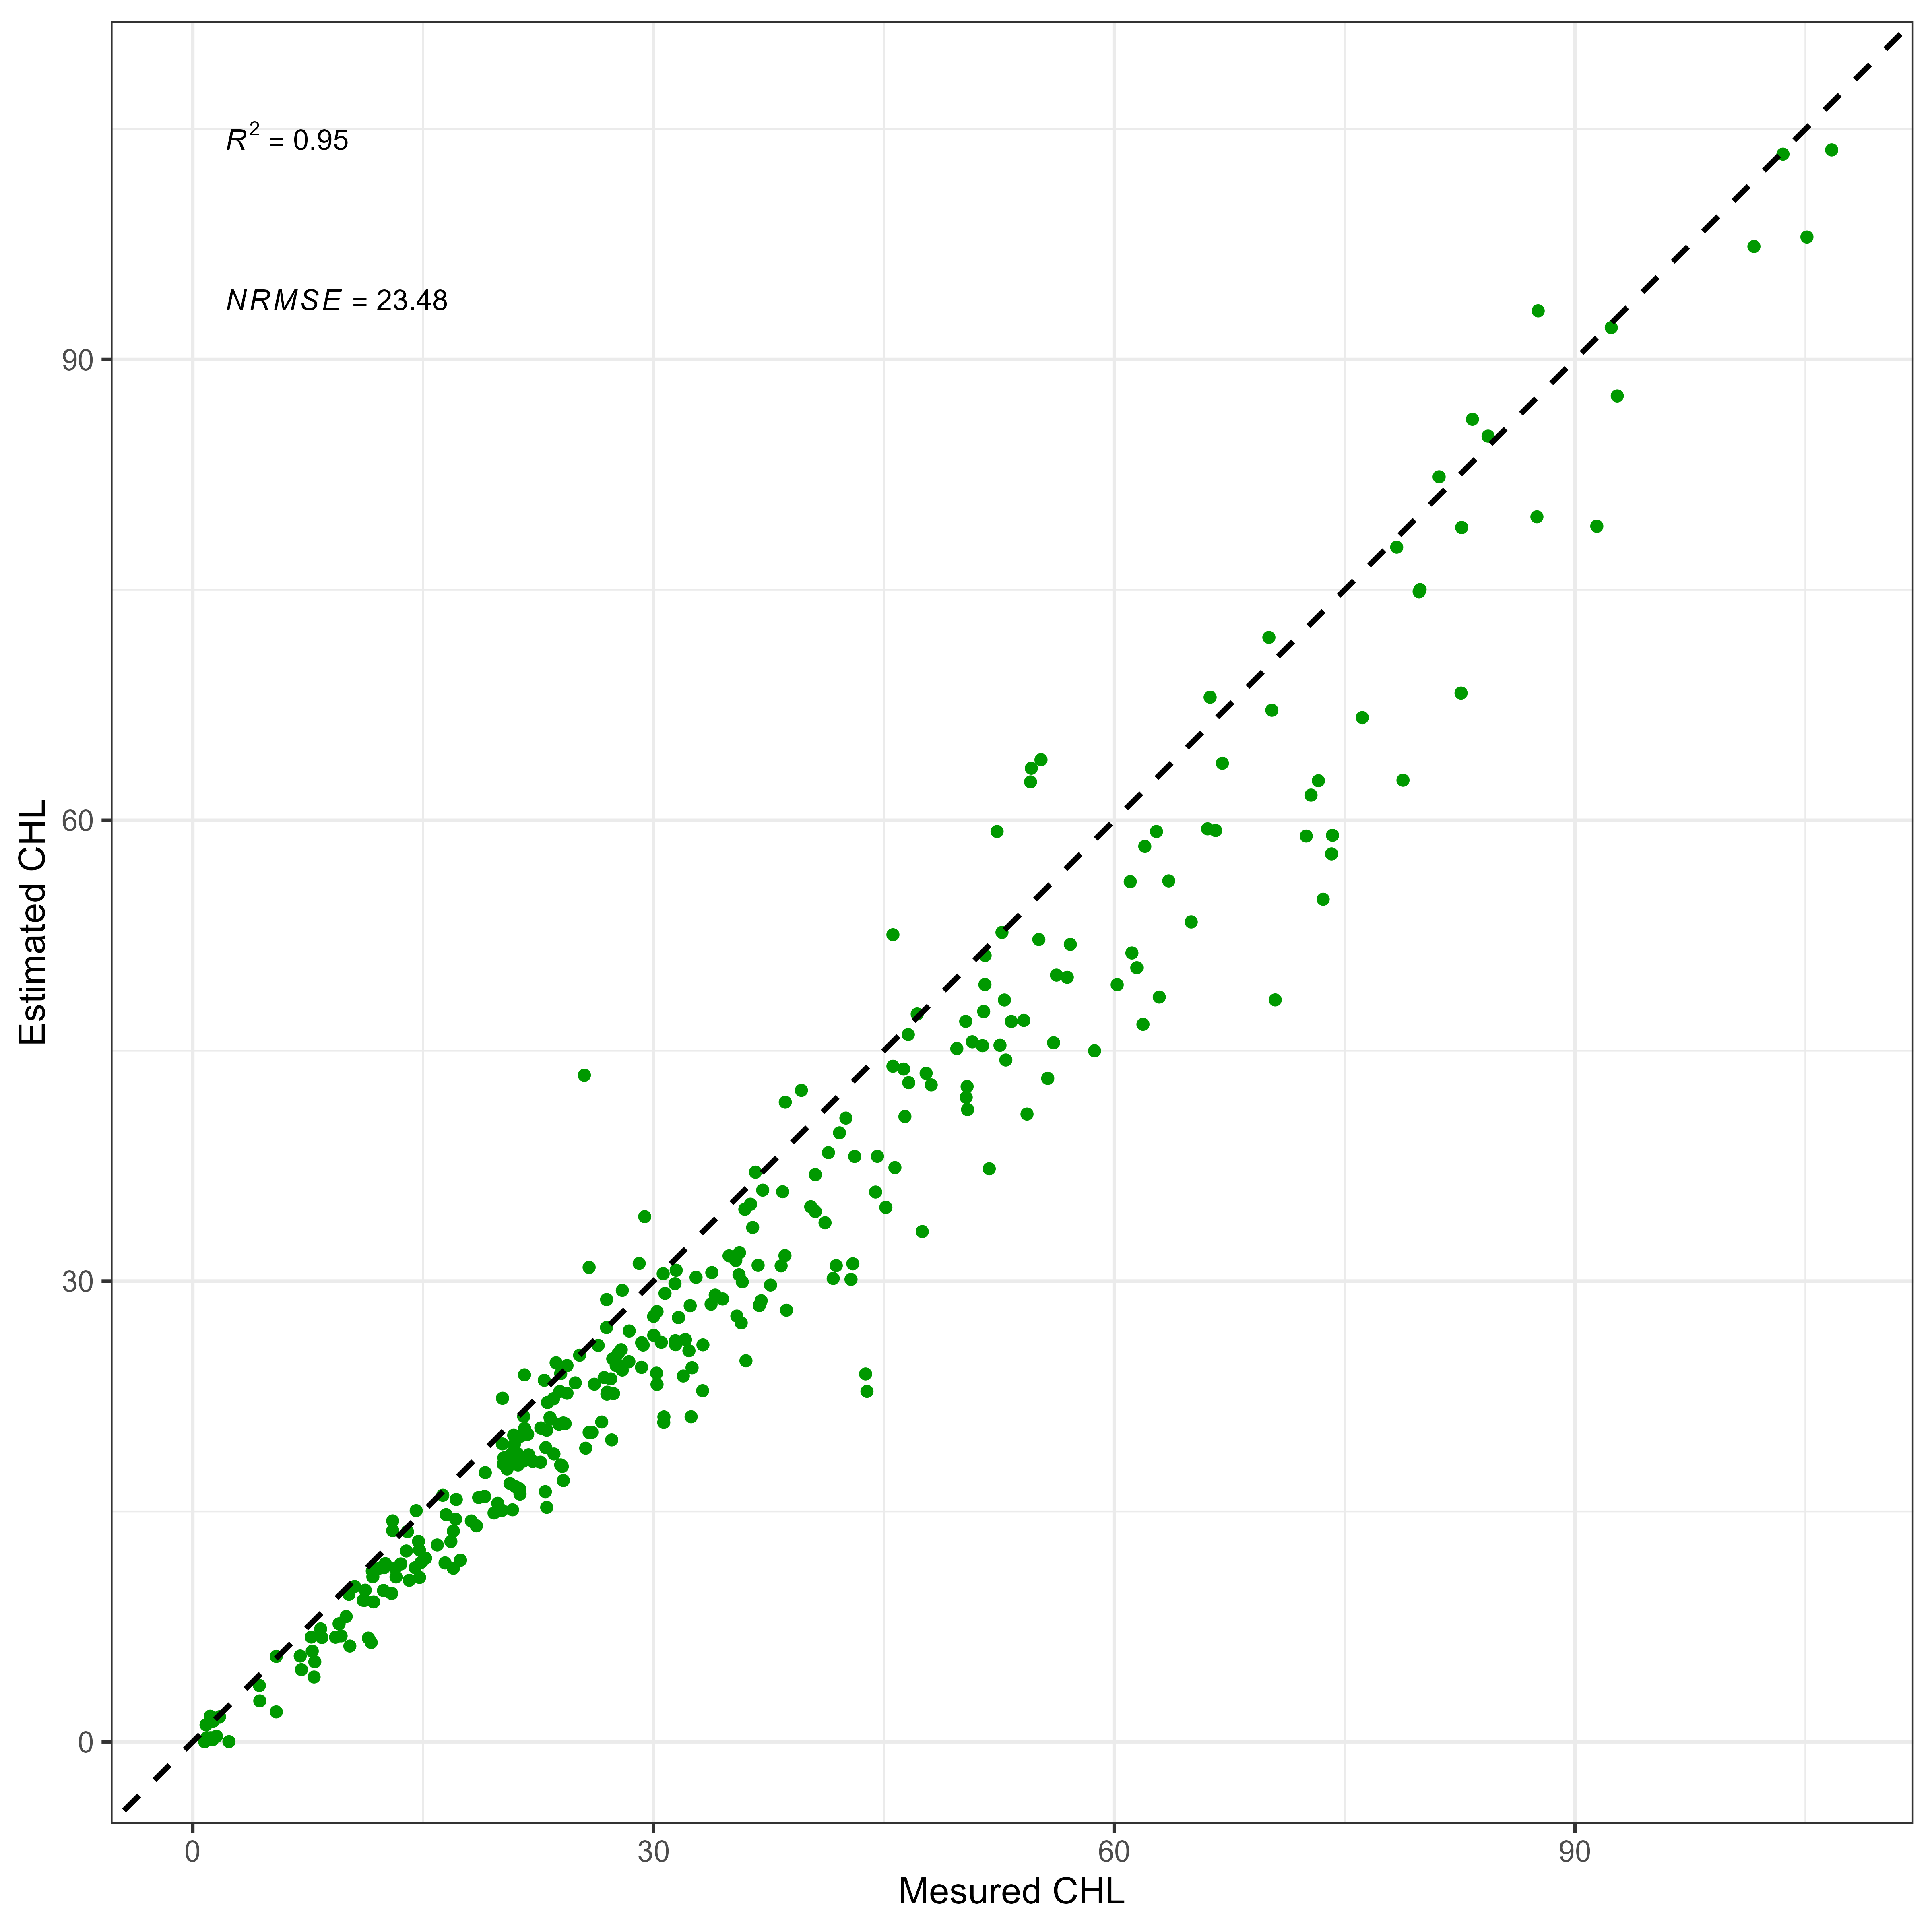 R² = 0.95
NRMSE = 23.48
90
60
30
0
Estimated CHL
0 30 60 90
Mesured CHL